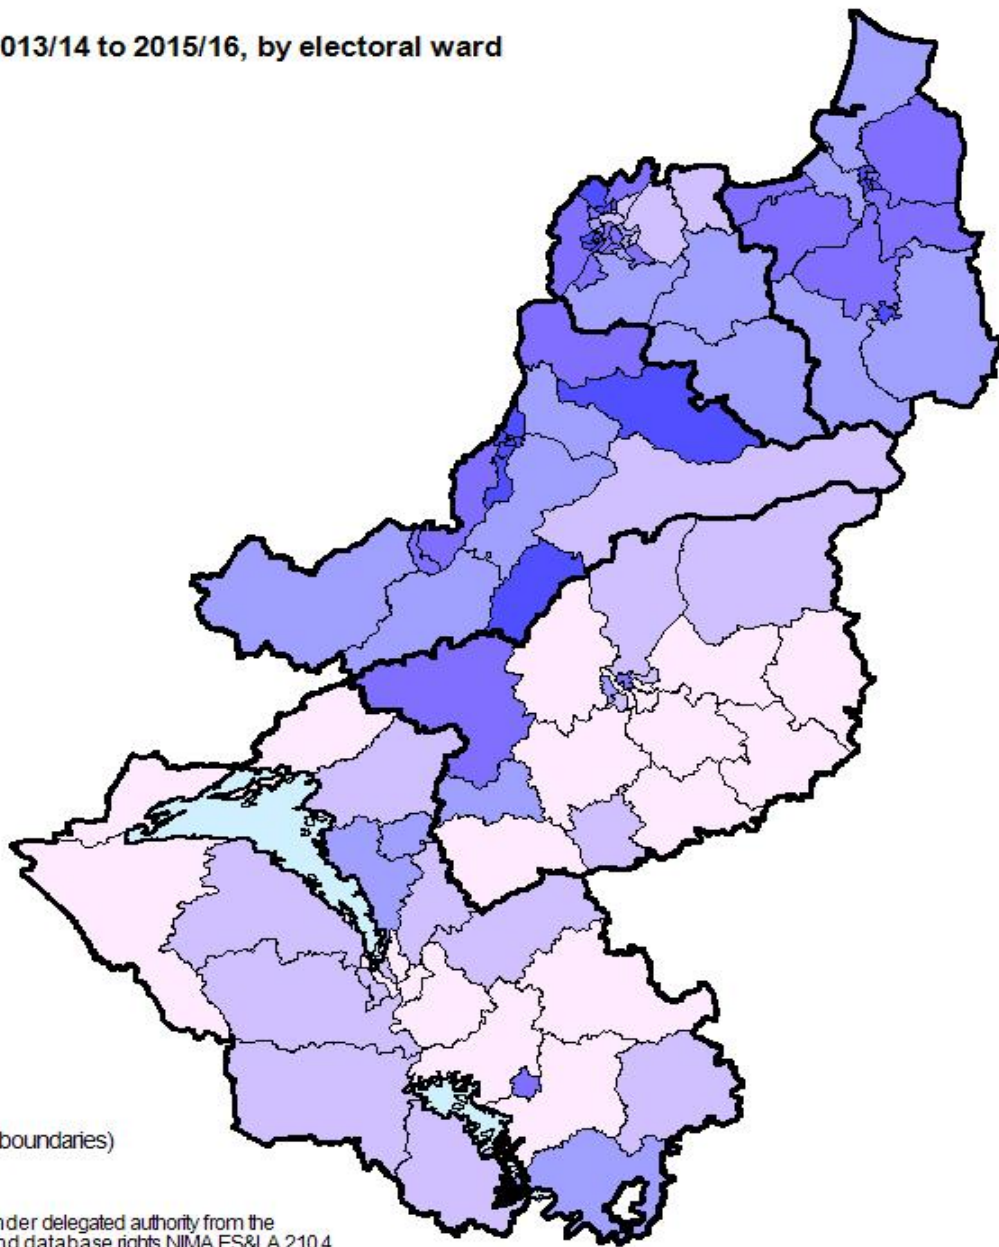 013/14 to 2015/16, by electoral ward
boundaries)
nder delegated authority from the
nd database rights NIMA ES&LA 210.4